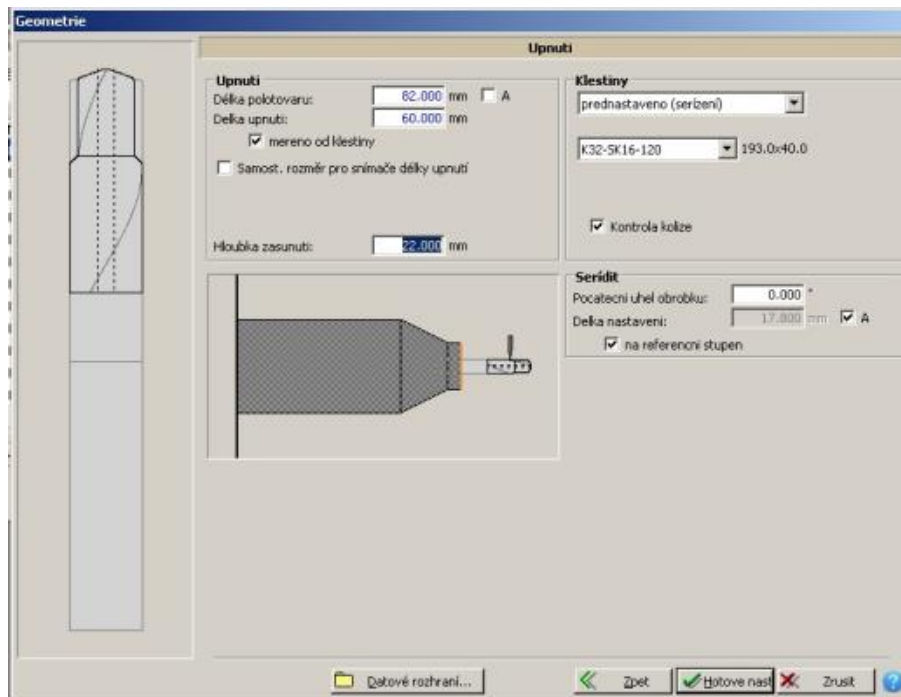 Geometrie
Upnuti
Upnuti
Délka polotovaru: 82.000 mm A
Delka upnuti: 60.000 mm
mereno od klestiny
Samost. rozměr pro snímače délky upnutí
Hloubka zasunuti: 22.000 mm
Klestiny
prednastaveno (serízení)
K32-SK16-120 193.0x40.0
Kontrola kolize
Serídit
Pocatecni uhel obrobku: 0.000 °
Delka nastaveni: 17.800 mm A
na referencni stupen
Datové rozhraní...
Zpet
Hotove nast
Zrusit
?